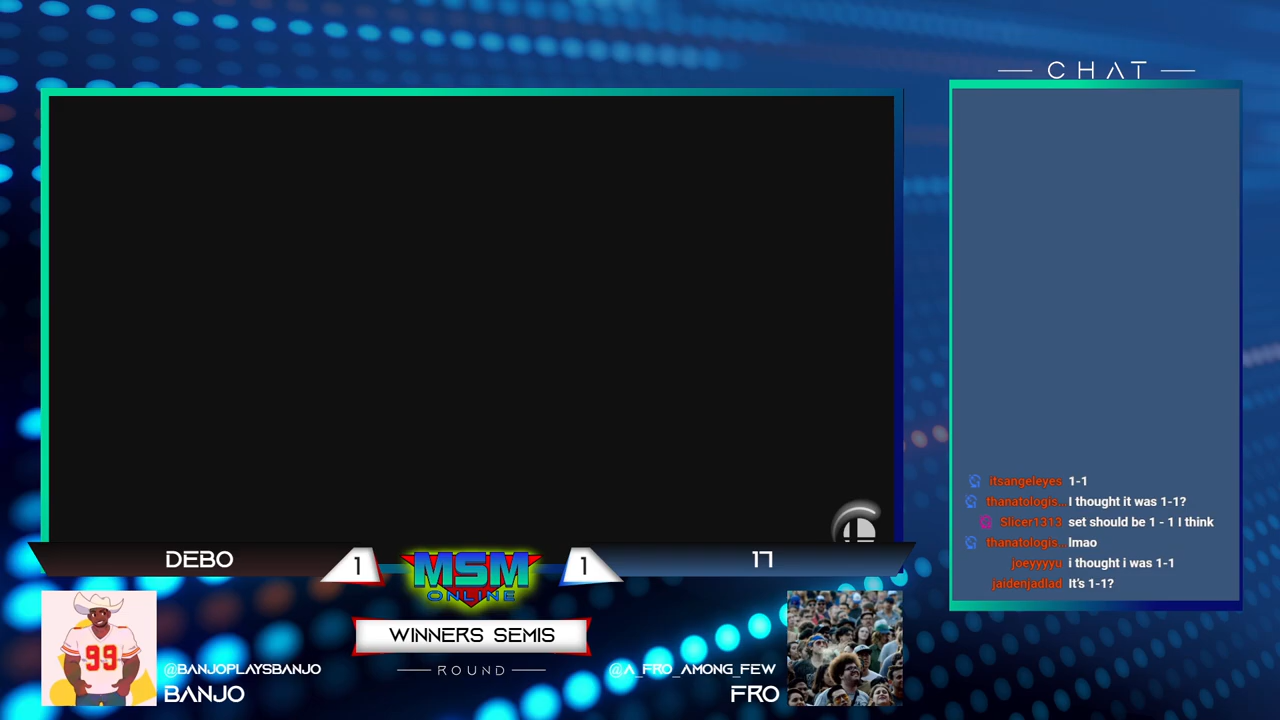 CHAT
itsangeleyes 1-1
thanatologis... I thought it was 1-1?
Slicer1313 set should be 1 - 1 I think
thanatologis... lmao
joeyyyyu i thought i was 1-1
jaidenjadlad It's 1-1?
DEBO 1
MSM
ONLINE
1 17
WINNERS SEMIS
ROUND
99
@BANJOPLAYSBANJO
BANJO
@A_FRO_AMONG_FEW
FRO